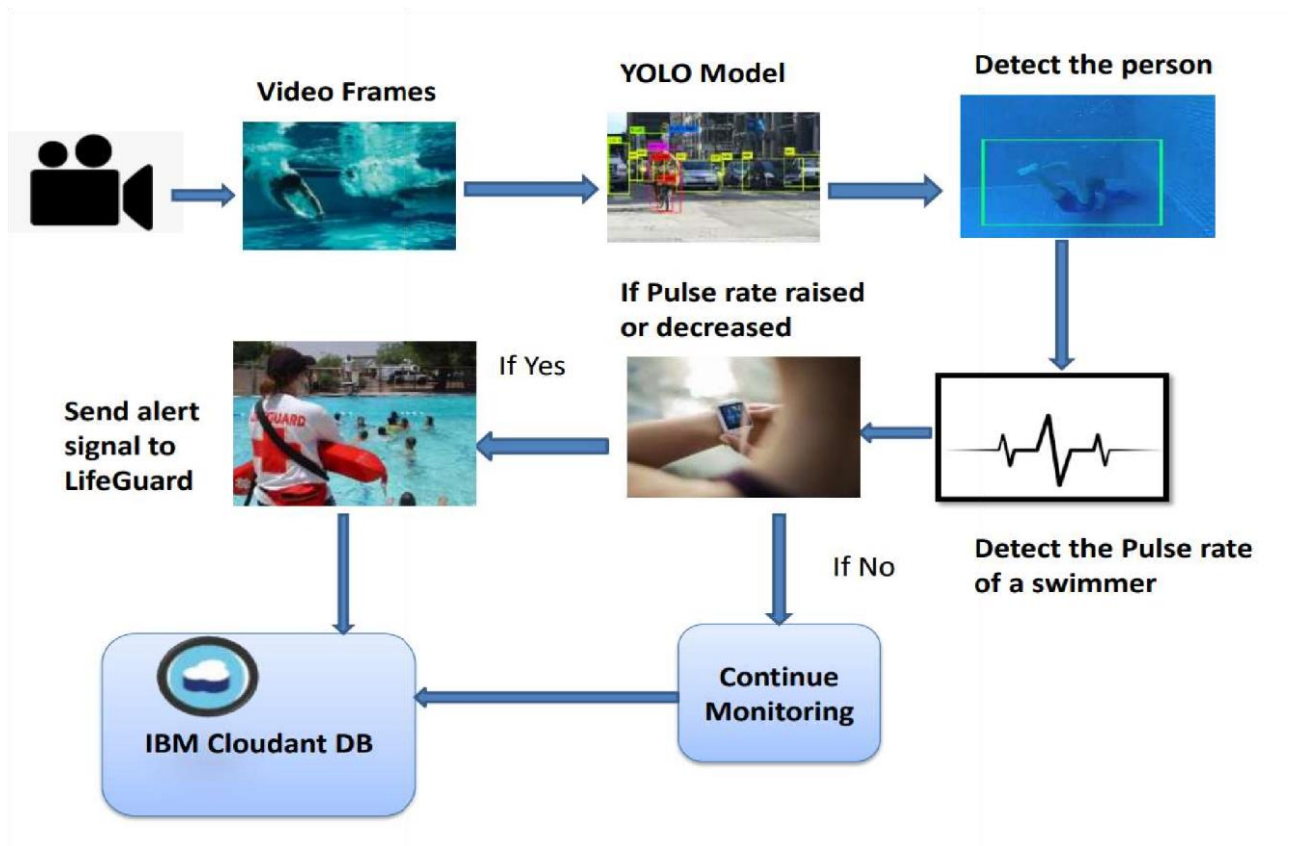 Video Frames
YOLO Model
Detect the person
If Pulse rate raised
or decreased
If Yes
Send alert
signal to
LifeGuard
GUARD
If No
Detect the Pulse rate
of a swimmer
Continue
Monitoring
IBM Cloudant DB